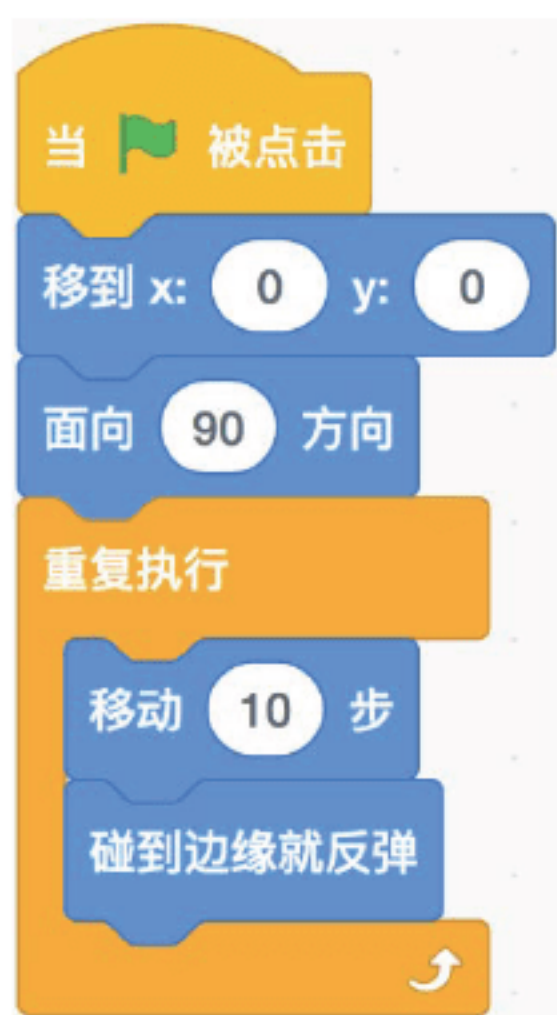 当 被点击
移到 x: 0 y: 0
面向 90 方向
重复执行
移动 10 步
碰到边缘就反弹